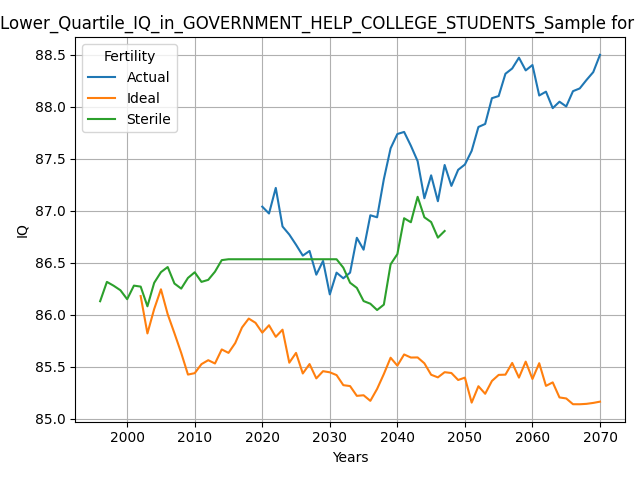 Lower_Quartile_IQ_in_GOVERNMENT_HELP_COLLEGE_STUDENTS_Sample for
Fertility
Actual
Ideal
Sterile
88.5
88.0
87.5
87.0
86.5
86.0
85.5
85.0
IQ
2000 2010 2020 2030 2040 2050 2060 2070
Years